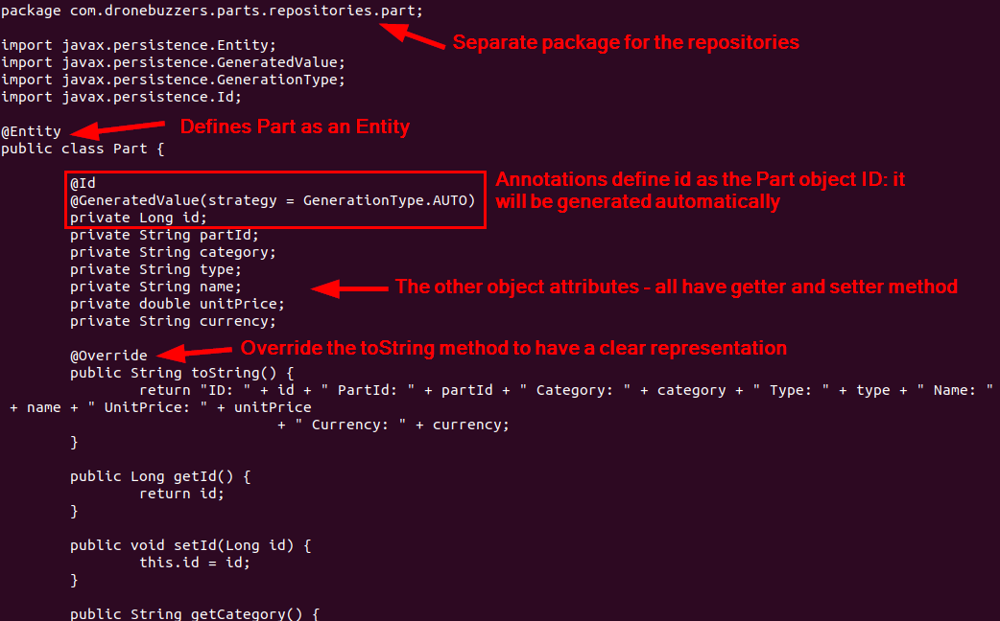 package com.dronebuzzers.parts.repositories.part;
Separate package for the repositories
import javax.persistence.Entity;
import javax.persistence.GeneratedValue;
import javax.persistence.GenerationType;
import javax.persistence.Id;
@Entity
Defines Part as an Entity
public class Part {
@Id
Annotations define id as the Part object ID: it
@GeneratedValue(strategy = GenerationType.AUTO)
will be generated automatically
private Long id;
private String partId;
private String category;
private String type;
private String name;
The other object attributes - all have getter and setter method
private double unitPrice;
private String currency;
@Override
Override the toString method to have a clear representation
public String toString() {
return "ID: " + id + " PartId: " + partId + " Category: " + category + " Type: " + type + " Name: "
+ name + " UnitPrice: " + unitPrice
+ " Currency: " + currency;
}
public Long getId() {
return id;
}
public void setId(Long id) {
this.id = id;
}
public String getCategory() {